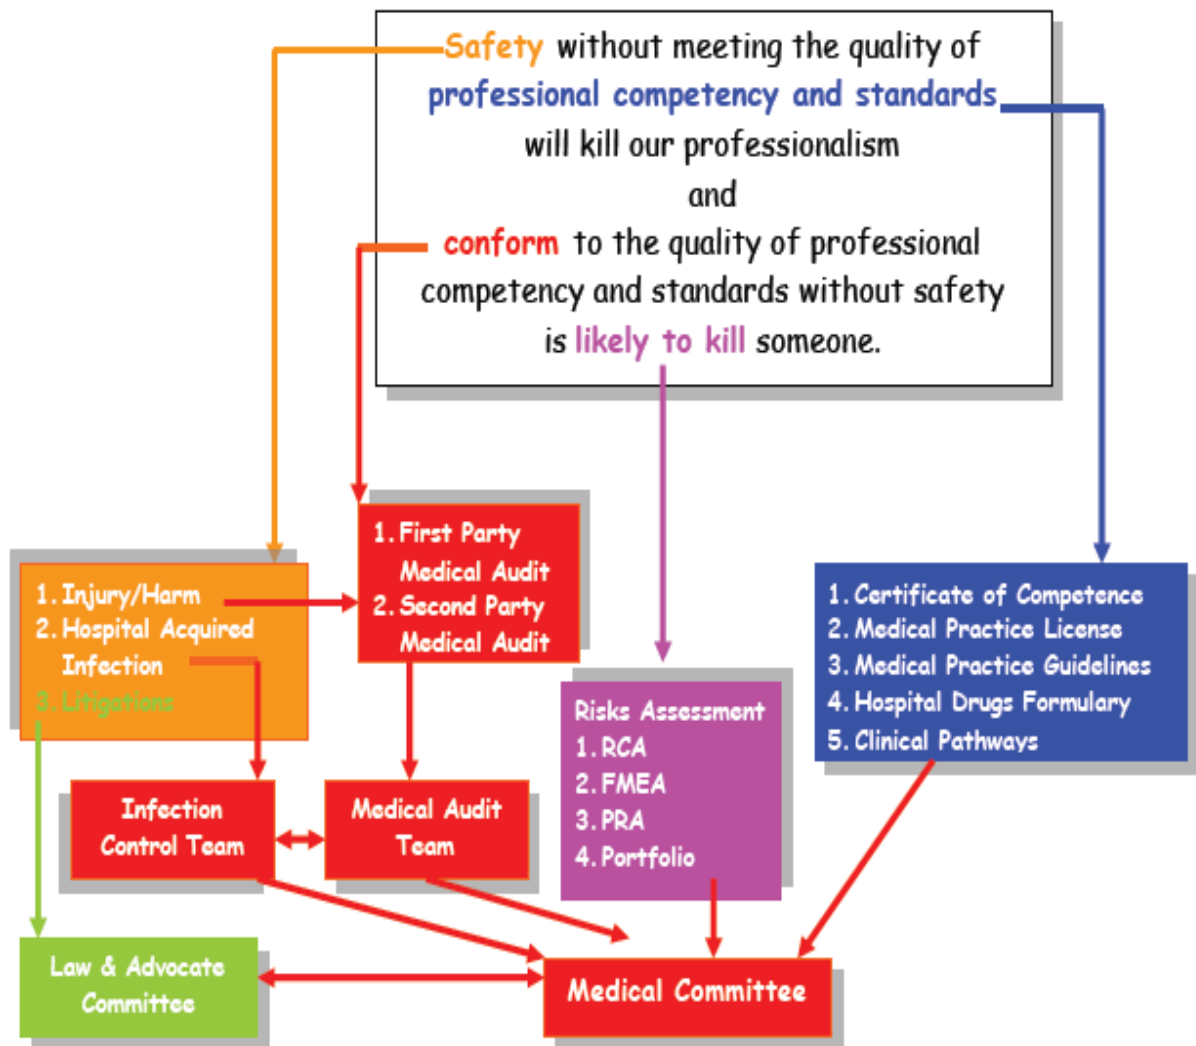 Safety without meeting the quality of
professional competency and standards
will kill our professionalism
and
conform to the quality of professional
competency and standards without safety
is likely to kill someone.
1. First Party
Medical Audit
2. Second Party
Medical Audit
1. Injury/Harm
2. Hospital Acquired
Infection
3. Litigations
1. Certificate of Competence
2. Medical Practice License
3. Medical Practice Guidelines
4. Hospital Drugs Formulary
5. Clinical Pathways
Risks Assessment
1. RCA
2. FMEA
3. PRA
4. Portfolio
Infection
Control Team
Medical Audit
Team
Law & Advocate
Committee
Medical Committee